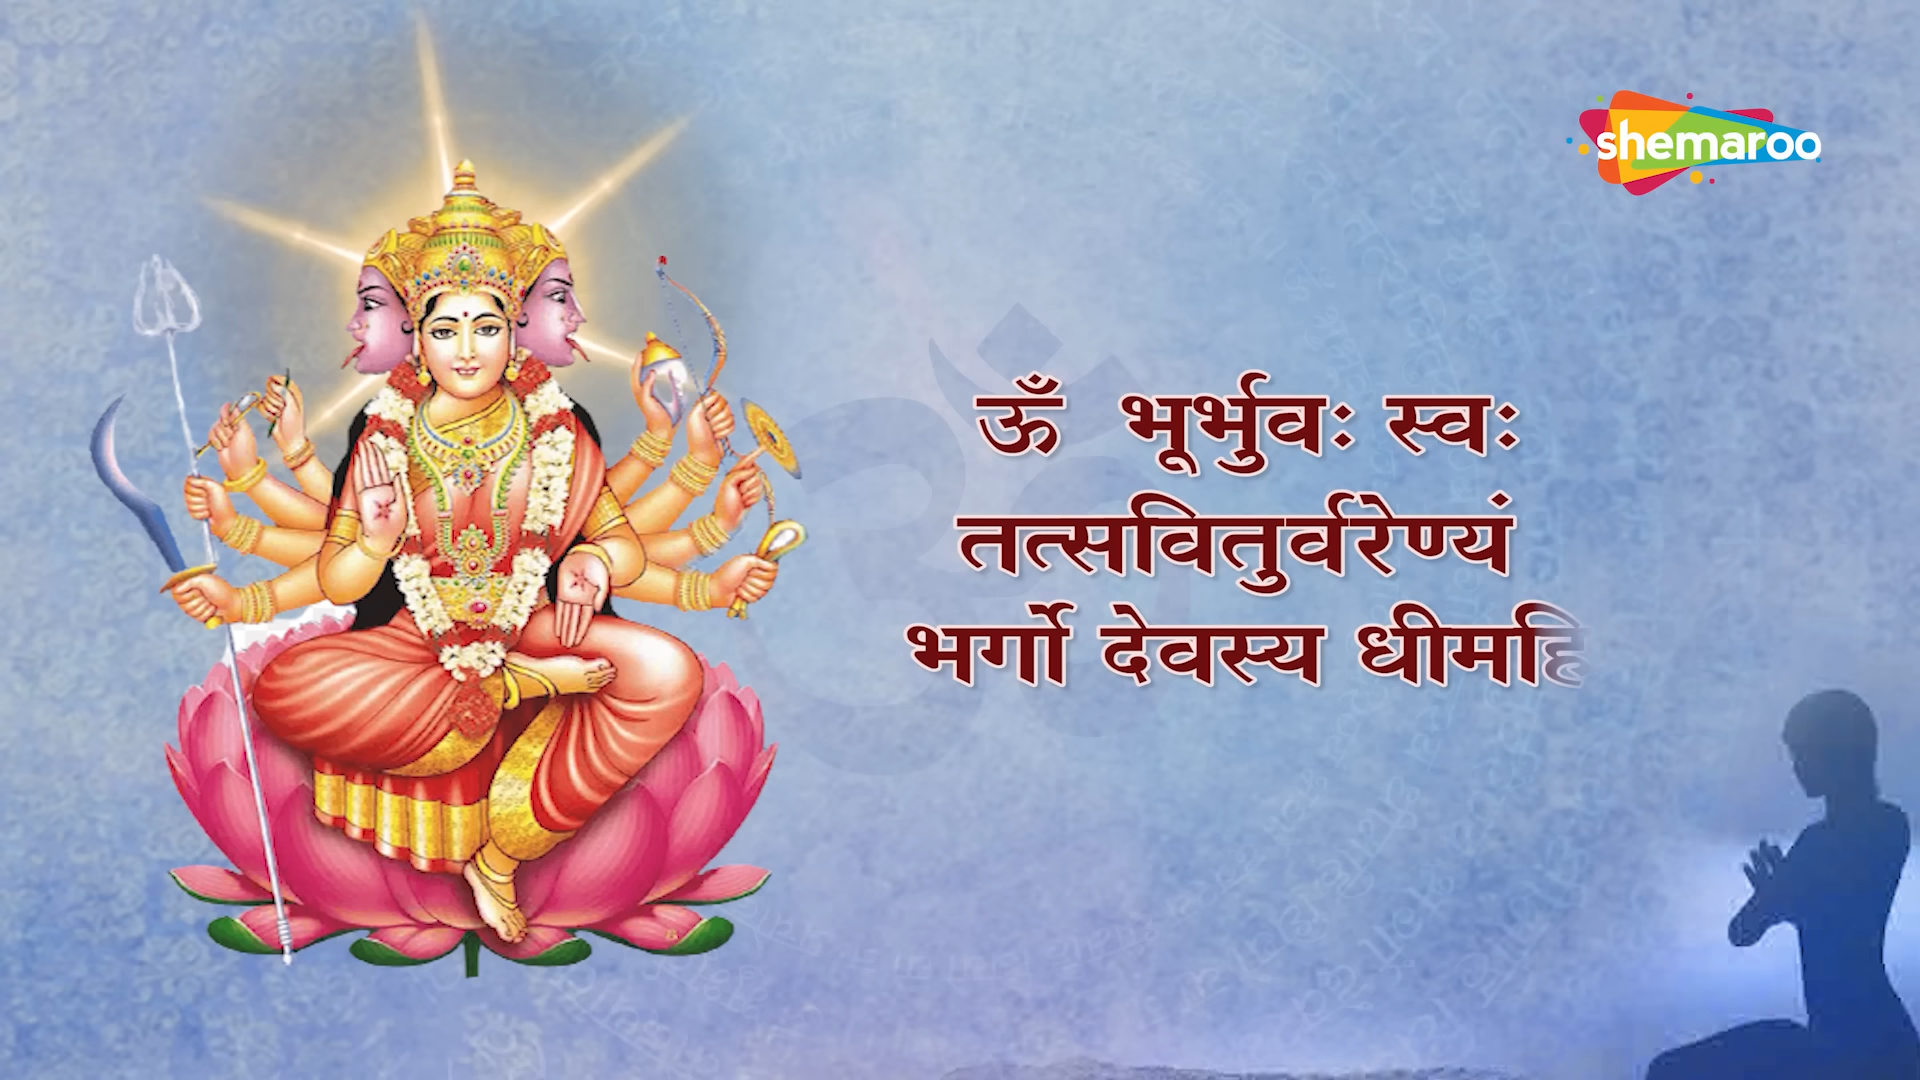 shemaroo
ॐ भूर्भुवः स्वः
तत्सवितुर्वरेण्यं
भर्गो देवस्य धीमहि